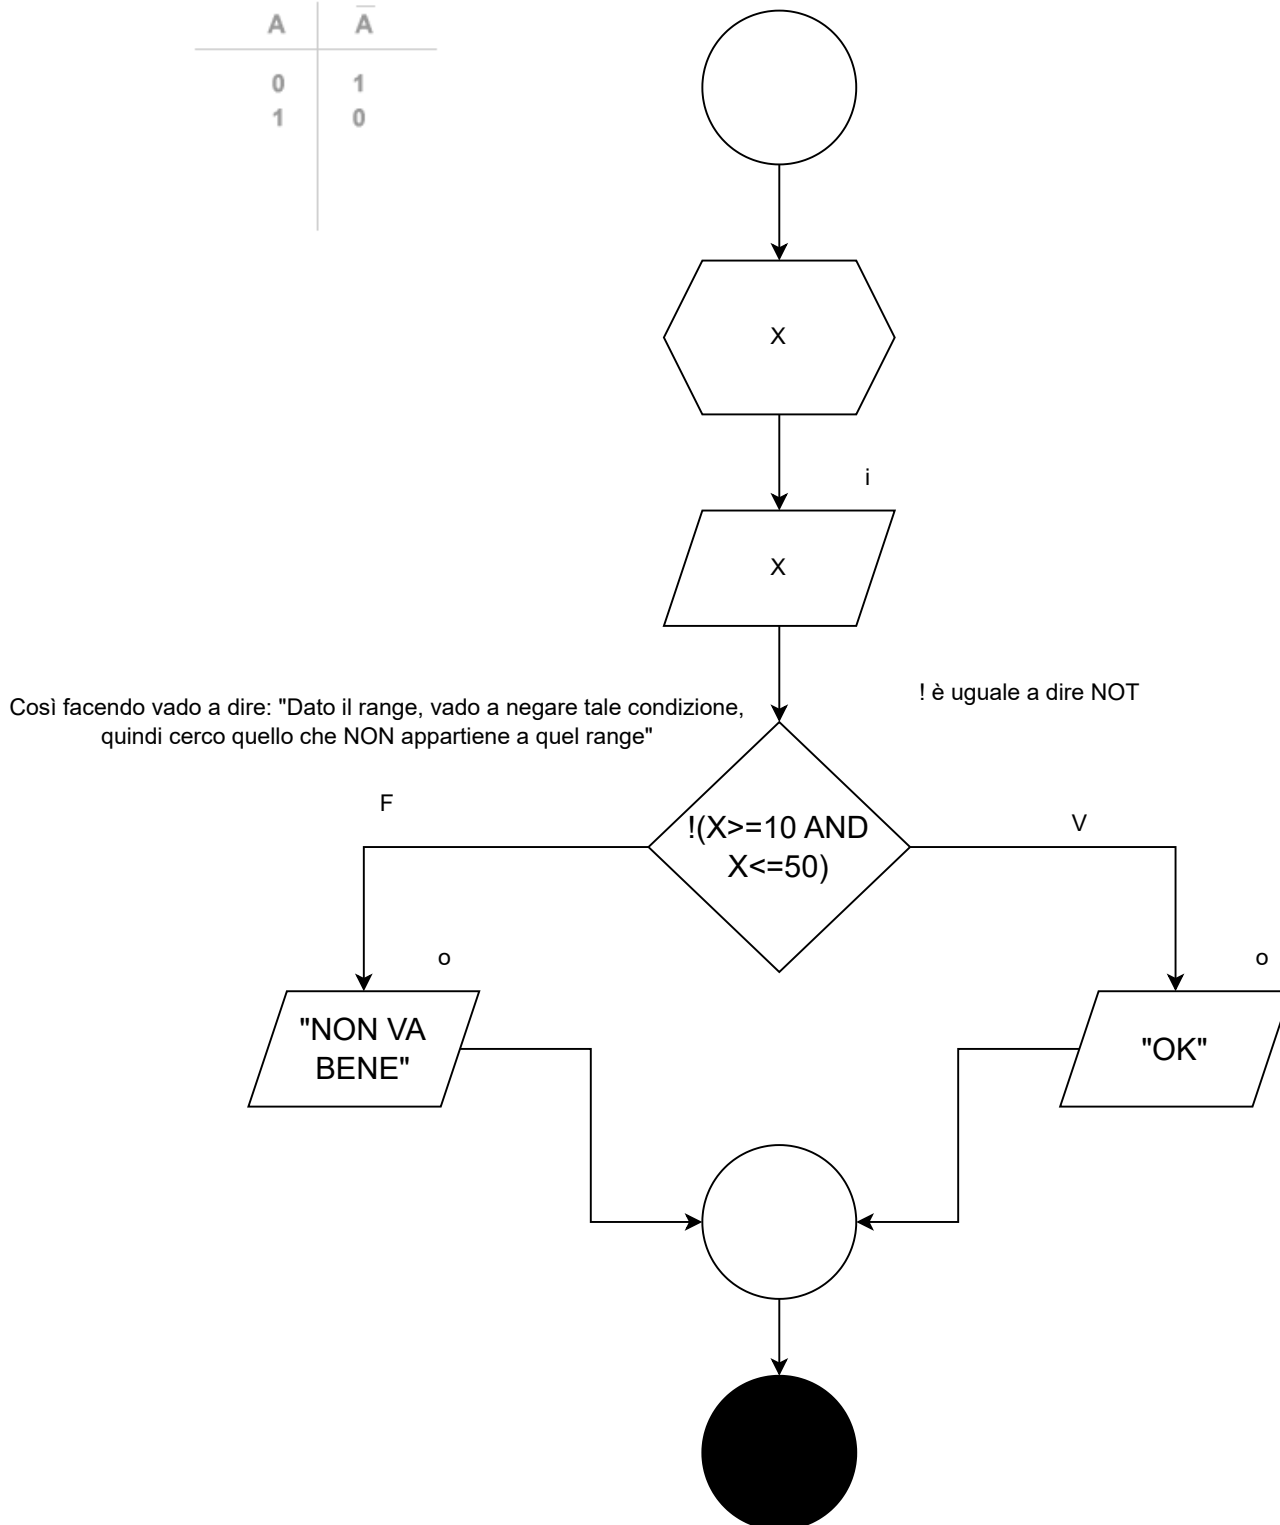 A A̅
0 1
1 0
X
i
X
! è uguale a dire NOT
Così facendo vado a dire: "Dato il range, vado a negare tale condizione,
quindi cerco quello che NON appartiene a quel range"
F
V
!(X>=10 AND
X<=50)
o
o
"NON VA
BENE"
"OK"